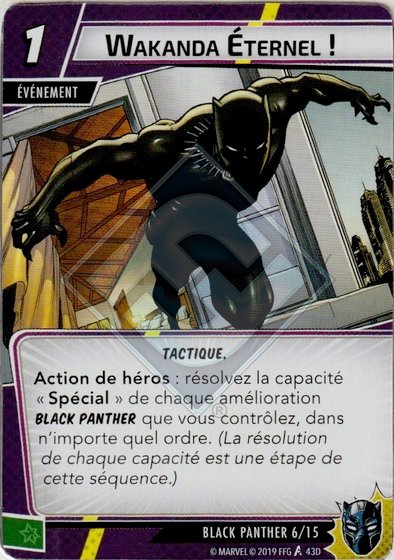 1
WAKANDA ÉTERNEL !
ÉVÉNEMENT
TACTIQUE.
Action de héros : résolvez la capacité
« Spécial » de chaque amélioration
BLACK PANTHER que vous contrôlez, dans
n'importe quel ordre. (La résolution
de chaque capacité est une étape de
cette séquence.)
®
BLACK PANTHER 6/15
© MARVEL © 2019 FFG A 43D